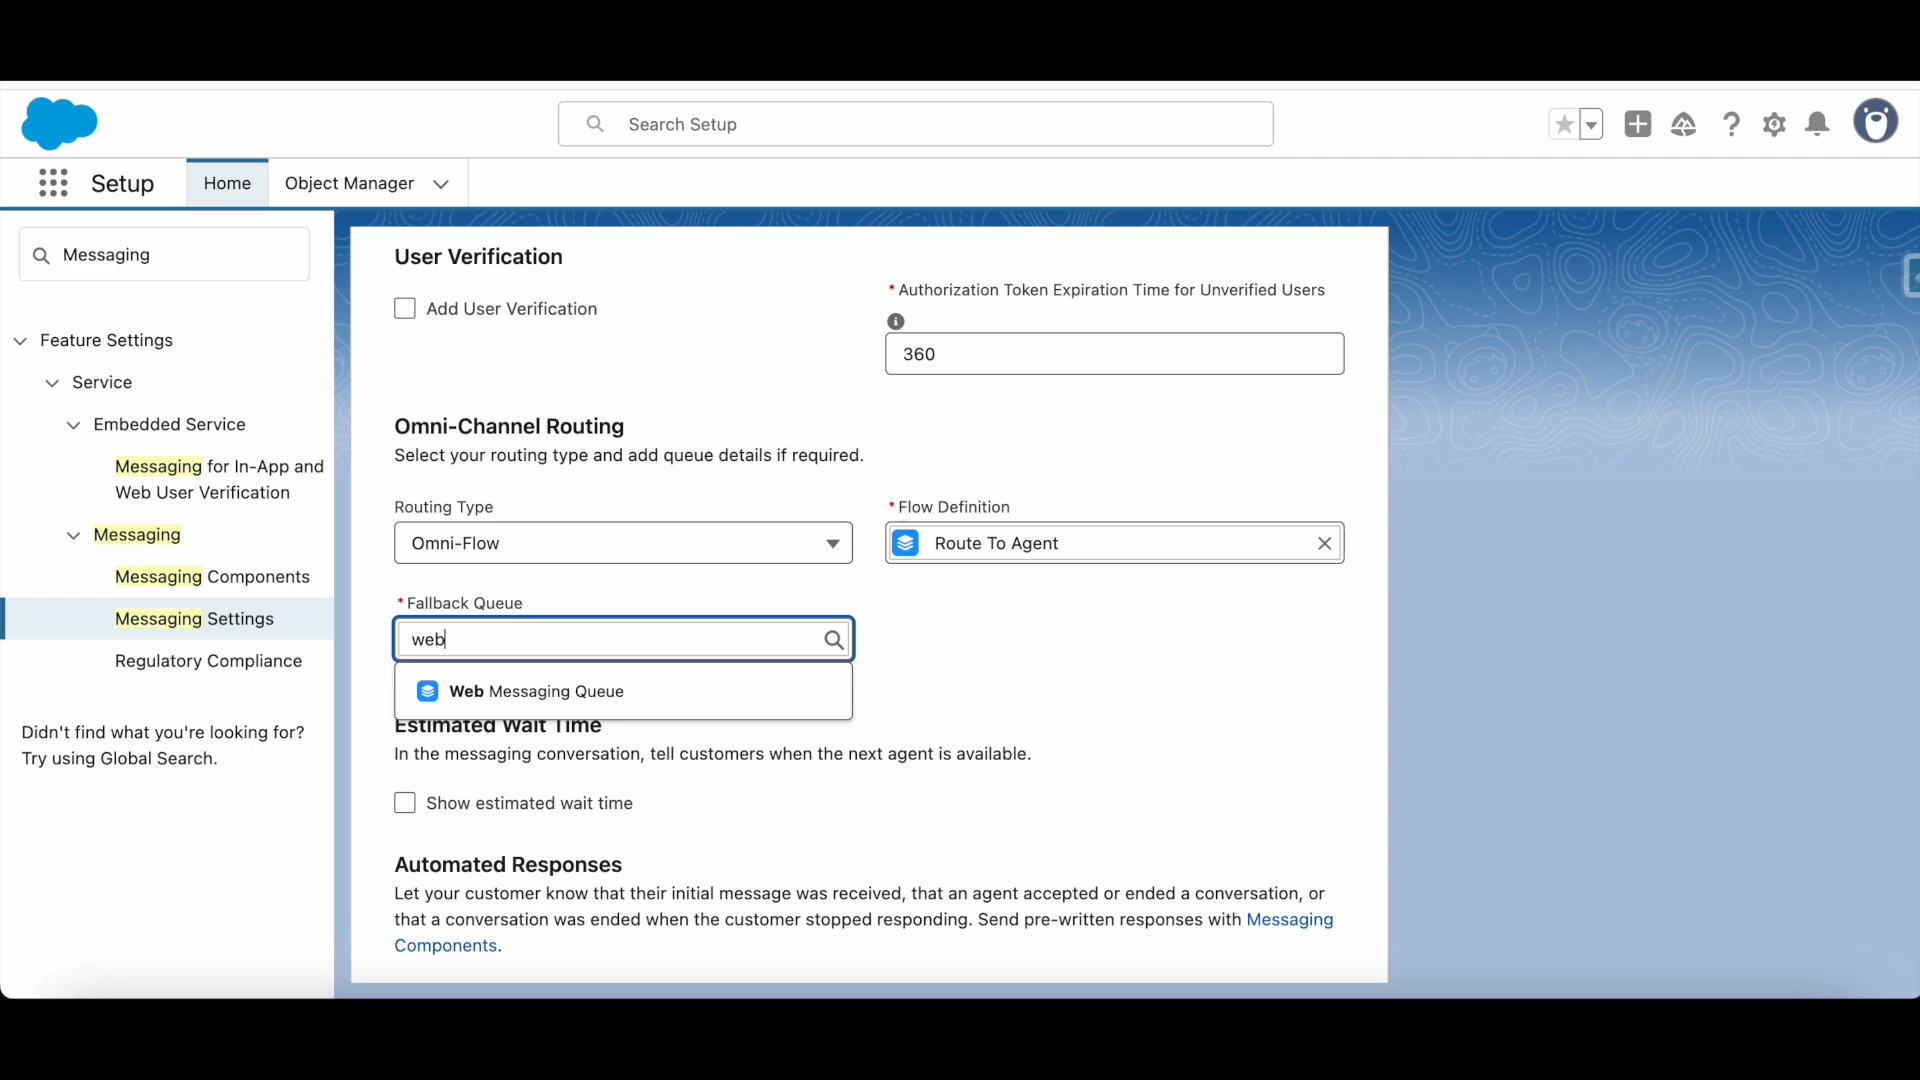 Search Setup
Setup
Home
Object Manager
Messaging
Feature Settings
Service
Embedded Service
Messaging for In-App and
Web User Verification
Messaging
Messaging Components
Messaging Settings
Regulatory Compliance
Didn't find what you're looking for?
Try using Global Search.
User Verification
Add User Verification
* Authorization Token Expiration Time for Unverified Users
360
Omni-Channel Routing
Select your routing type and add queue details if required.
Routing Type
Omni-Flow
* Flow Definition
Route To Agent
* Fallback Queue
web
Web Messaging Queue
Estimated Wait Time
In the messaging conversation, tell customers when the next agent is available.
Show estimated wait time
Automated Responses
Let your customer know that their initial message was received, that an agent accepted or ended a conversation, or
that a conversation was ended when the customer stopped responding. Send pre-written responses with Messaging
Components.